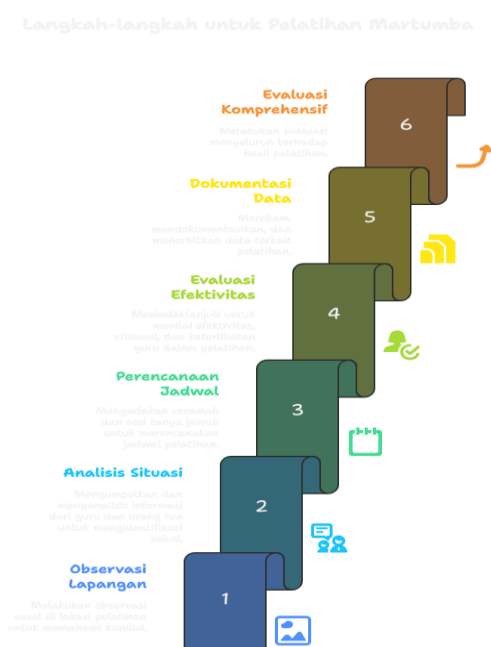 Langkah-langkah untuk Pelatihan Martumba
Evaluasi
Komprehensif
Melakukan evaluasi
menyeluruh terhadap
hasil pelatihan.
6
Dokumentasi
Data
Merekam,
mendokumentasikan, dan
menerbitkan data terkait
pelatihan.
5
Evaluasi
Efektivitas
Menindaklanjuti untuk
menilai efektivitas,
efisiensi, dan keterlibatan
guru dalam pelatihan.
4
Perencanaan
Jadwal
Mengadakan ceramah
dan sesi tanya jawab
untuk merencanakan
jadwal pelatihan.
3
Analisis Situasi
Mengumpulkan dan
menganalisis informasi
dari guru dan orang tua
untuk mengidentifikasi
solusi.
2
Observasi
Lapangan
Melakukan observasi
awal di lokasi pelatihan
untuk memahami kondisi.
1